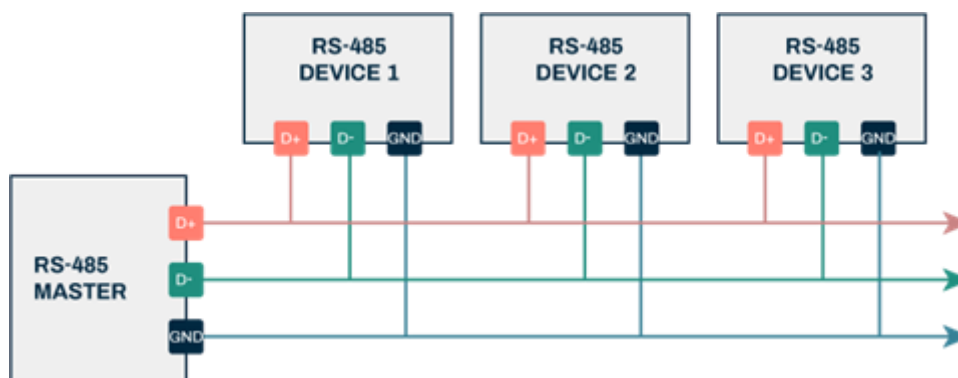 RS-485
DEVICE 1
RS-485
DEVICE 2
RS-485
DEVICE 3
D+
D-
GND
D+
D-
GND
D+
D-
GND
RS-485
MASTER
D+
D-
GND